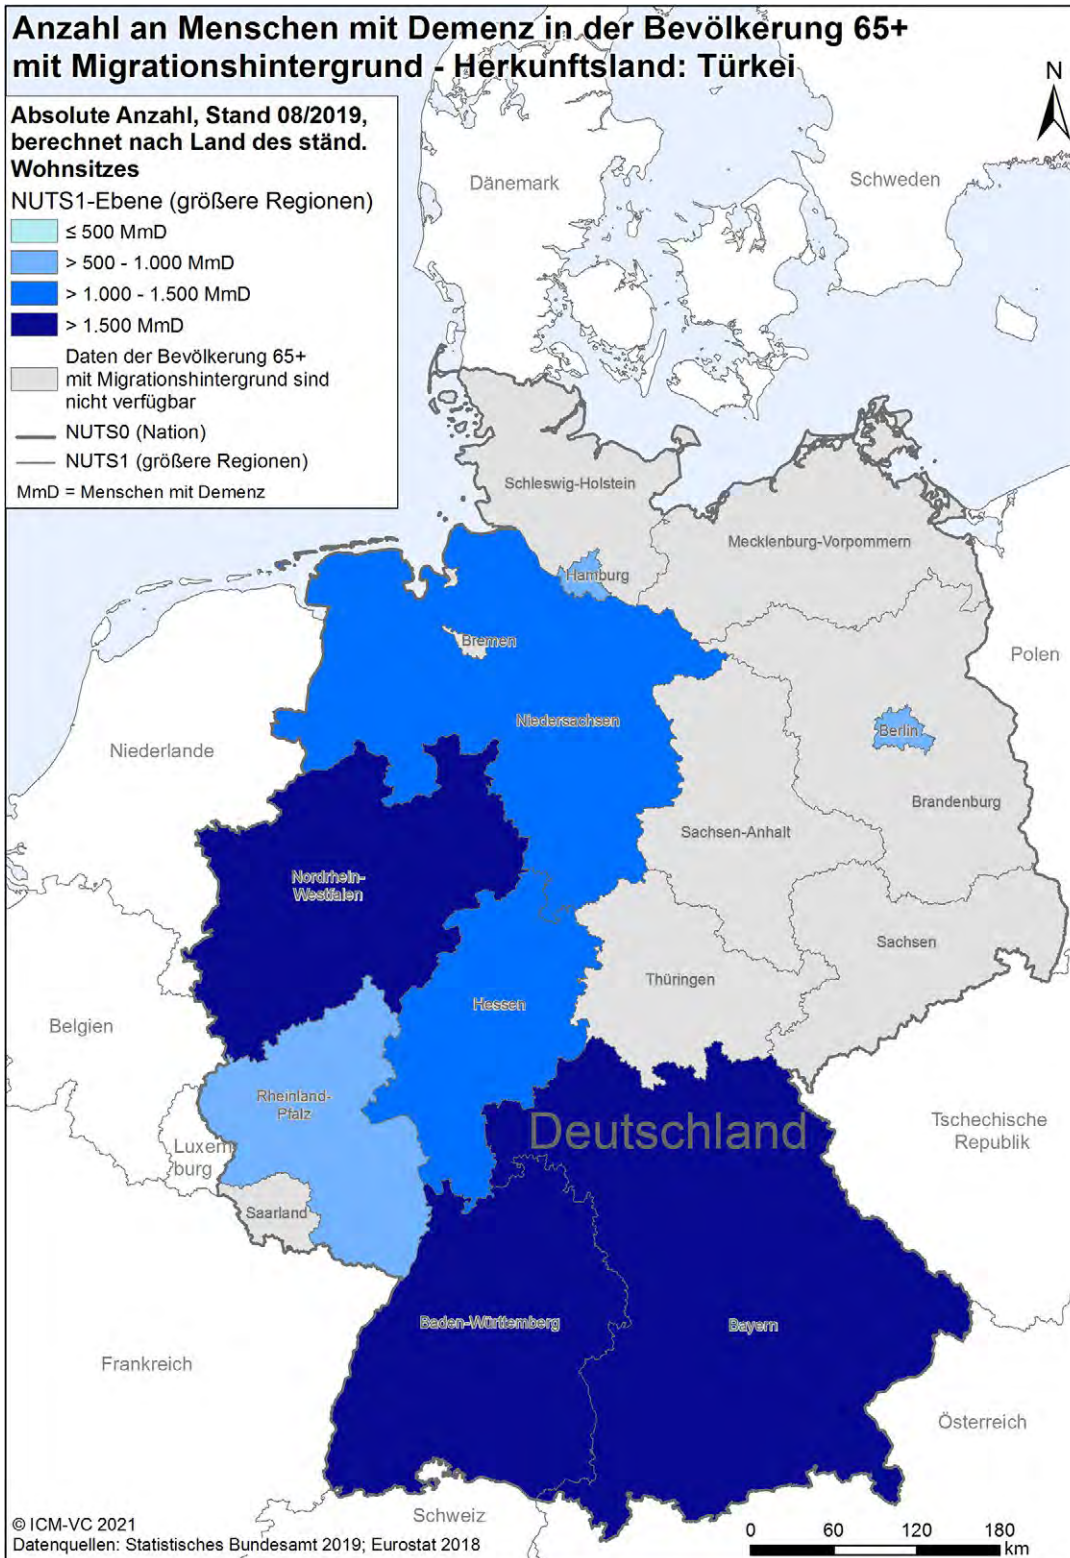 Anzahl an Menschen mit Demenz in der Bevölkerung 65+
mit Migrationshintergrund - Herkunftsland: Türkei
Absolute Anzahl, Stand 08/2019,
berechnet nach Land des ständ.
Wohnsitzes
NUTS1-Ebene (größere Regionen)
≤ 500 MmD
> 500 - 1.000 MmD
> 1.000 - 1.500 MmD
> 1.500 MmD
Daten der Bevölkerung 65+
mit Migrationshintergrund sind
nicht verfügbar
NUTS0 (Nation)
NUTS1 (größere Regionen)
MmD = Menschen mit Demenz
N
Dänemark
Schweden
Schleswig-Holstein
Mecklenburg-Vorpommern
Hamburg
Bremen
Polen
Niedersachsen
Berlin
Niederlande
Brandenburg
Sachsen-Anhalt
Nordrhein-
Westfalen
Sachsen
Thüringen
Hessen
Belgien
Rheinland-
Pfalz
Deutschland
Tschechische
Republik
Luxem
burg
Saarland
Baden-Württemberg
Bayern
Frankreich
Österreich
Schweiz
© ICM-VC 2021
Datenquellen: Statistisches Bundesamt 2019; Eurostat 2018
0 60 120 180
km